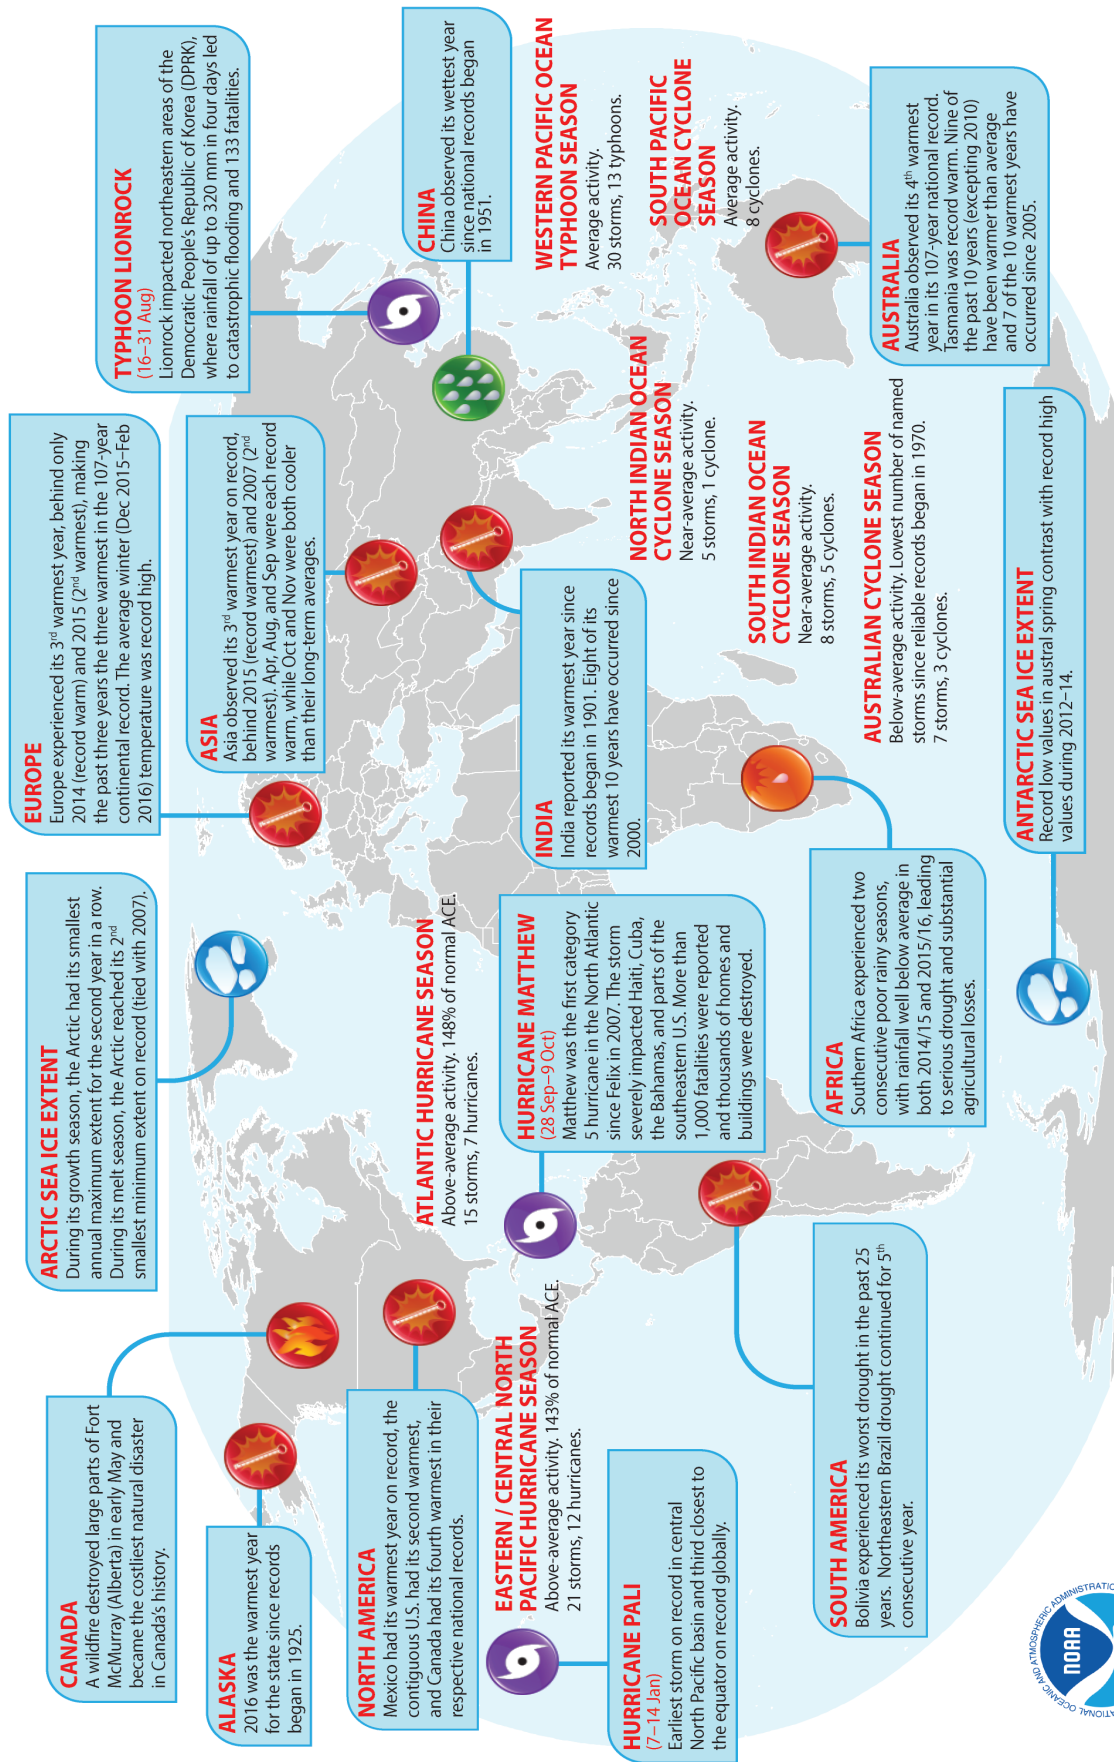 CANADA
A wildfire destroyed large parts of Fort
McMurray (Alberta) in early May and
became the costliest natural disaster
in Canada's history.
ARCTIC SEA ICE EXTENT
During its growth season, the Arctic had its smallest
annual maximum extent for the second year in a row.
During its melt season, the Arctic reached its 2nd
smallest minimum extent on record (tied with 2007).
EUROPE
Europe experienced its 3rd warmest year, behind only
2014 (record warm) and 2015 (2nd warmest), making
the past three years the three warmest in the 107-year
continental record. The average winter (Dec 2015–Feb
2016) temperature was record high.
TYPHOON LIONROCK
(16–31 Aug)
Lionrock impacted northeastern areas of the
Democratic People's Republic of Korea (DPRK),
where rainfall of up to 320 mm in four days led
to catastrophic flooding and 133 fatalities.
ALASKA
2016 was the warmest year
for the state since records
began in 1925.
ASIA
Asia observed its 3rd warmest year on record,
behind 2015 (record warmest) and 2007 (2nd
warmest). Apr, Aug, and Sep were each record
warm, while Oct and Nov were both cooler
than their long-term averages.
NORTH AMERICA
Mexico had its warmest year on record, the
contiguous U.S. had its second warmest,
and Canada had its fourth warmest in their
respective national records.
ATLANTIC HURRICANE SEASON
Above-average activity. 148% of normal ACE.
15 storms, 7 hurricanes.
CHINA
China observed its wettest year
since national records began
in 1951.
EASTERN / CENTRAL NORTH
PACIFIC HURRICANE SEASON
Above-average activity. 143% of normal ACE.
21 storms, 12 hurricanes.
HURRICANE MATTHEW
(28 Sep–9 Oct)
Matthew was the first category
5 hurricane in the North Atlantic
since Felix in 2007. The storm
severely impacted Haiti, Cuba,
the Bahamas, and parts of the
southeastern U.S. More than
1,000 fatalities were reported
and thousands of homes and
buildings were destroyed.
INDIA
India reported its warmest year since
records began in 1901. Eight of its
warmest 10 years have occurred since
2000.
WESTERN PACIFIC OCEAN
TYPHOON SEASON
Average activity.
30 storms, 13 typhoons.
HURRICANE PALI
(7–14 Jan)
Earliest storm on record in central
North Pacific basin and third closest to
the equator on record globally.
NORTH INDIAN OCEAN
CYCLONE SEASON
Near-average activity.
5 storms, 1 cyclone.
SOUTH PACIFIC
OCEAN CYCLONE
SEASON
Average activity.
8 cyclones.
SOUTH INDIAN OCEAN
CYCLONE SEASON
Near-average activity.
8 storms, 5 cyclones.
SOUTH AMERICA
Bolivia experienced its worst drought in the past 25
years. Northeastern Brazil drought continued for 5th
consecutive year.
AFRICA
Southern Africa experienced two
consecutive poor rainy seasons,
with rainfall well below average in
both 2014/15 and 2015/16, leading
to serious drought and substantial
agricultural losses.
AUSTRALIAN CYCLONE SEASON
Below-average activity. Lowest number of named
storms since reliable records began in 1970.
7 storms, 3 cyclones.
AUSTRALIA
Australia observed its 4th warmest
year in its 107-year national record.
Tasmania was record warm. Nine of
the past 10 years (excepting 2010)
have been warmer than average
and 7 of the 10 warmest years have
occurred since 2005.
ANTARCTIC SEA ICE EXTENT
Record low values in austral spring contrast with record high
values during 2012–14.
OCEANIC AND ATMOSPHERIC
NOAA